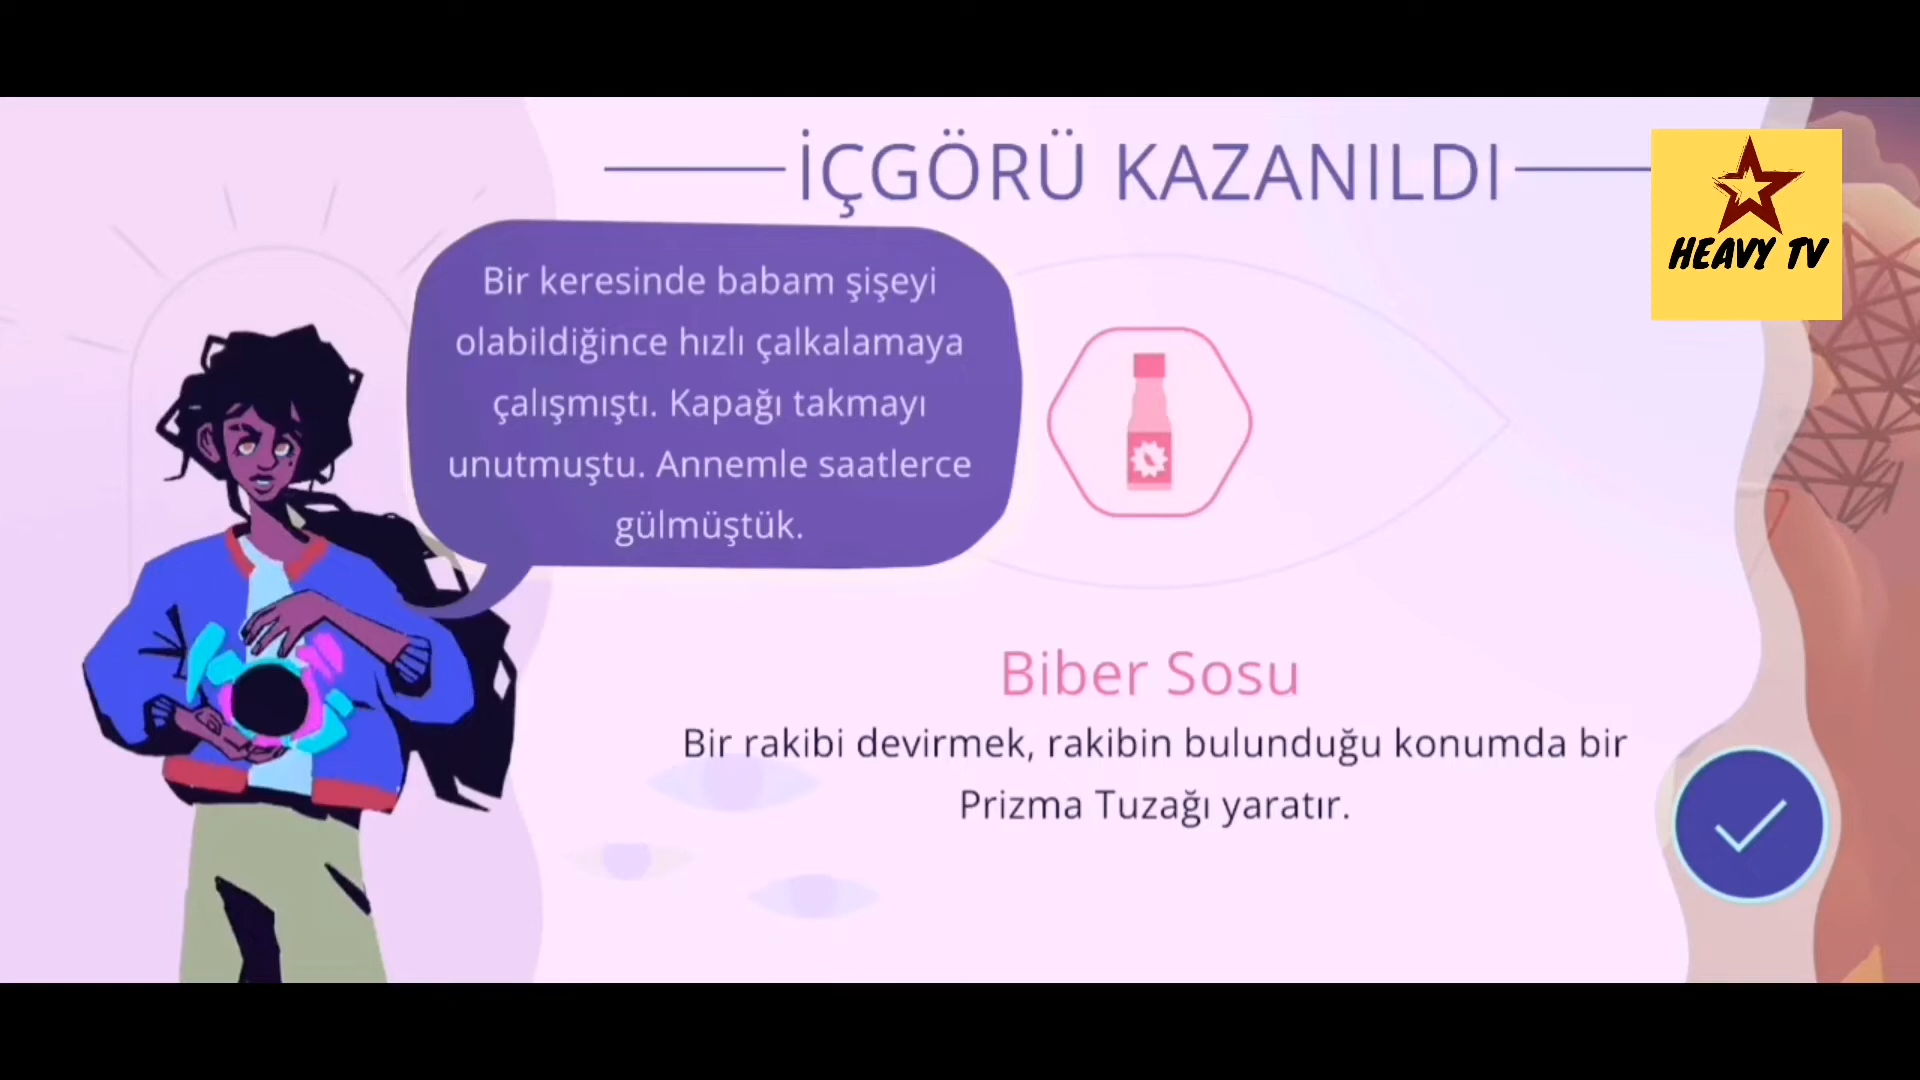 İÇGÖRÜ KAZANILDI
HEAVY TV
Bir keresinde babam şişeyi
olabildiğince hızlı çalkalamaya
çalışmıştı. Kapağı takmayı
unutmuştu. Annemle saatlerce
gülmüştük.
Biber Sosu
Bir rakibi devirmek, rakibin bulunduğu konumda bir
Prizma Tuzağı yaratır.